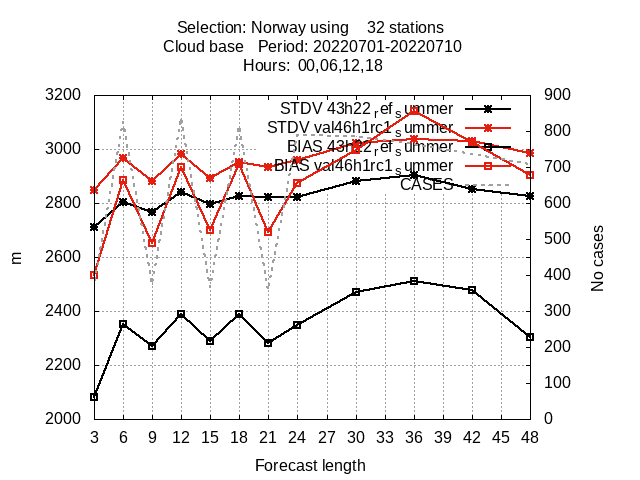 Selection: Norway using    32 stations
Cloud base   Period: 20220701-20220710
Hours:  00,06,12,18
STDV 43h22_ref_summer
STDV val46h1rc1_summer
BIAS 43h22_ref_summer
BIAS val46h1rc1_summer
CASES
3200
3000
2800
2600
2400
2200
2000
m
900
800
700
600
500
400
300
200
100
0
No cases
3 6 9 12 15 18 21 24 27 30 33 36 39 42 45 48
Forecast length